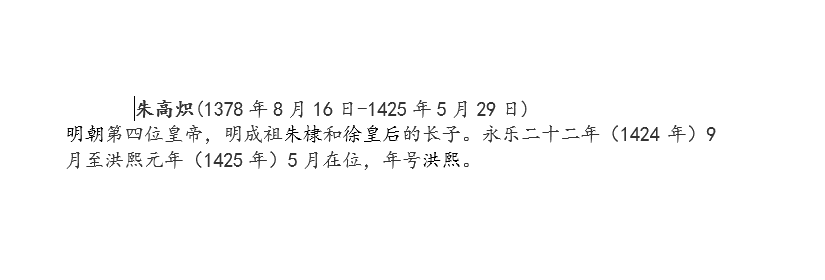 朱高炽(1378 年 8 月 16 日-1425 年 5 月 29 日)
明朝第四位皇帝，明成祖朱棣和徐皇后的长子。永乐二十二年（1424 年）9
月至洪熙元年（1425 年）5 月在位，年号洪熙。